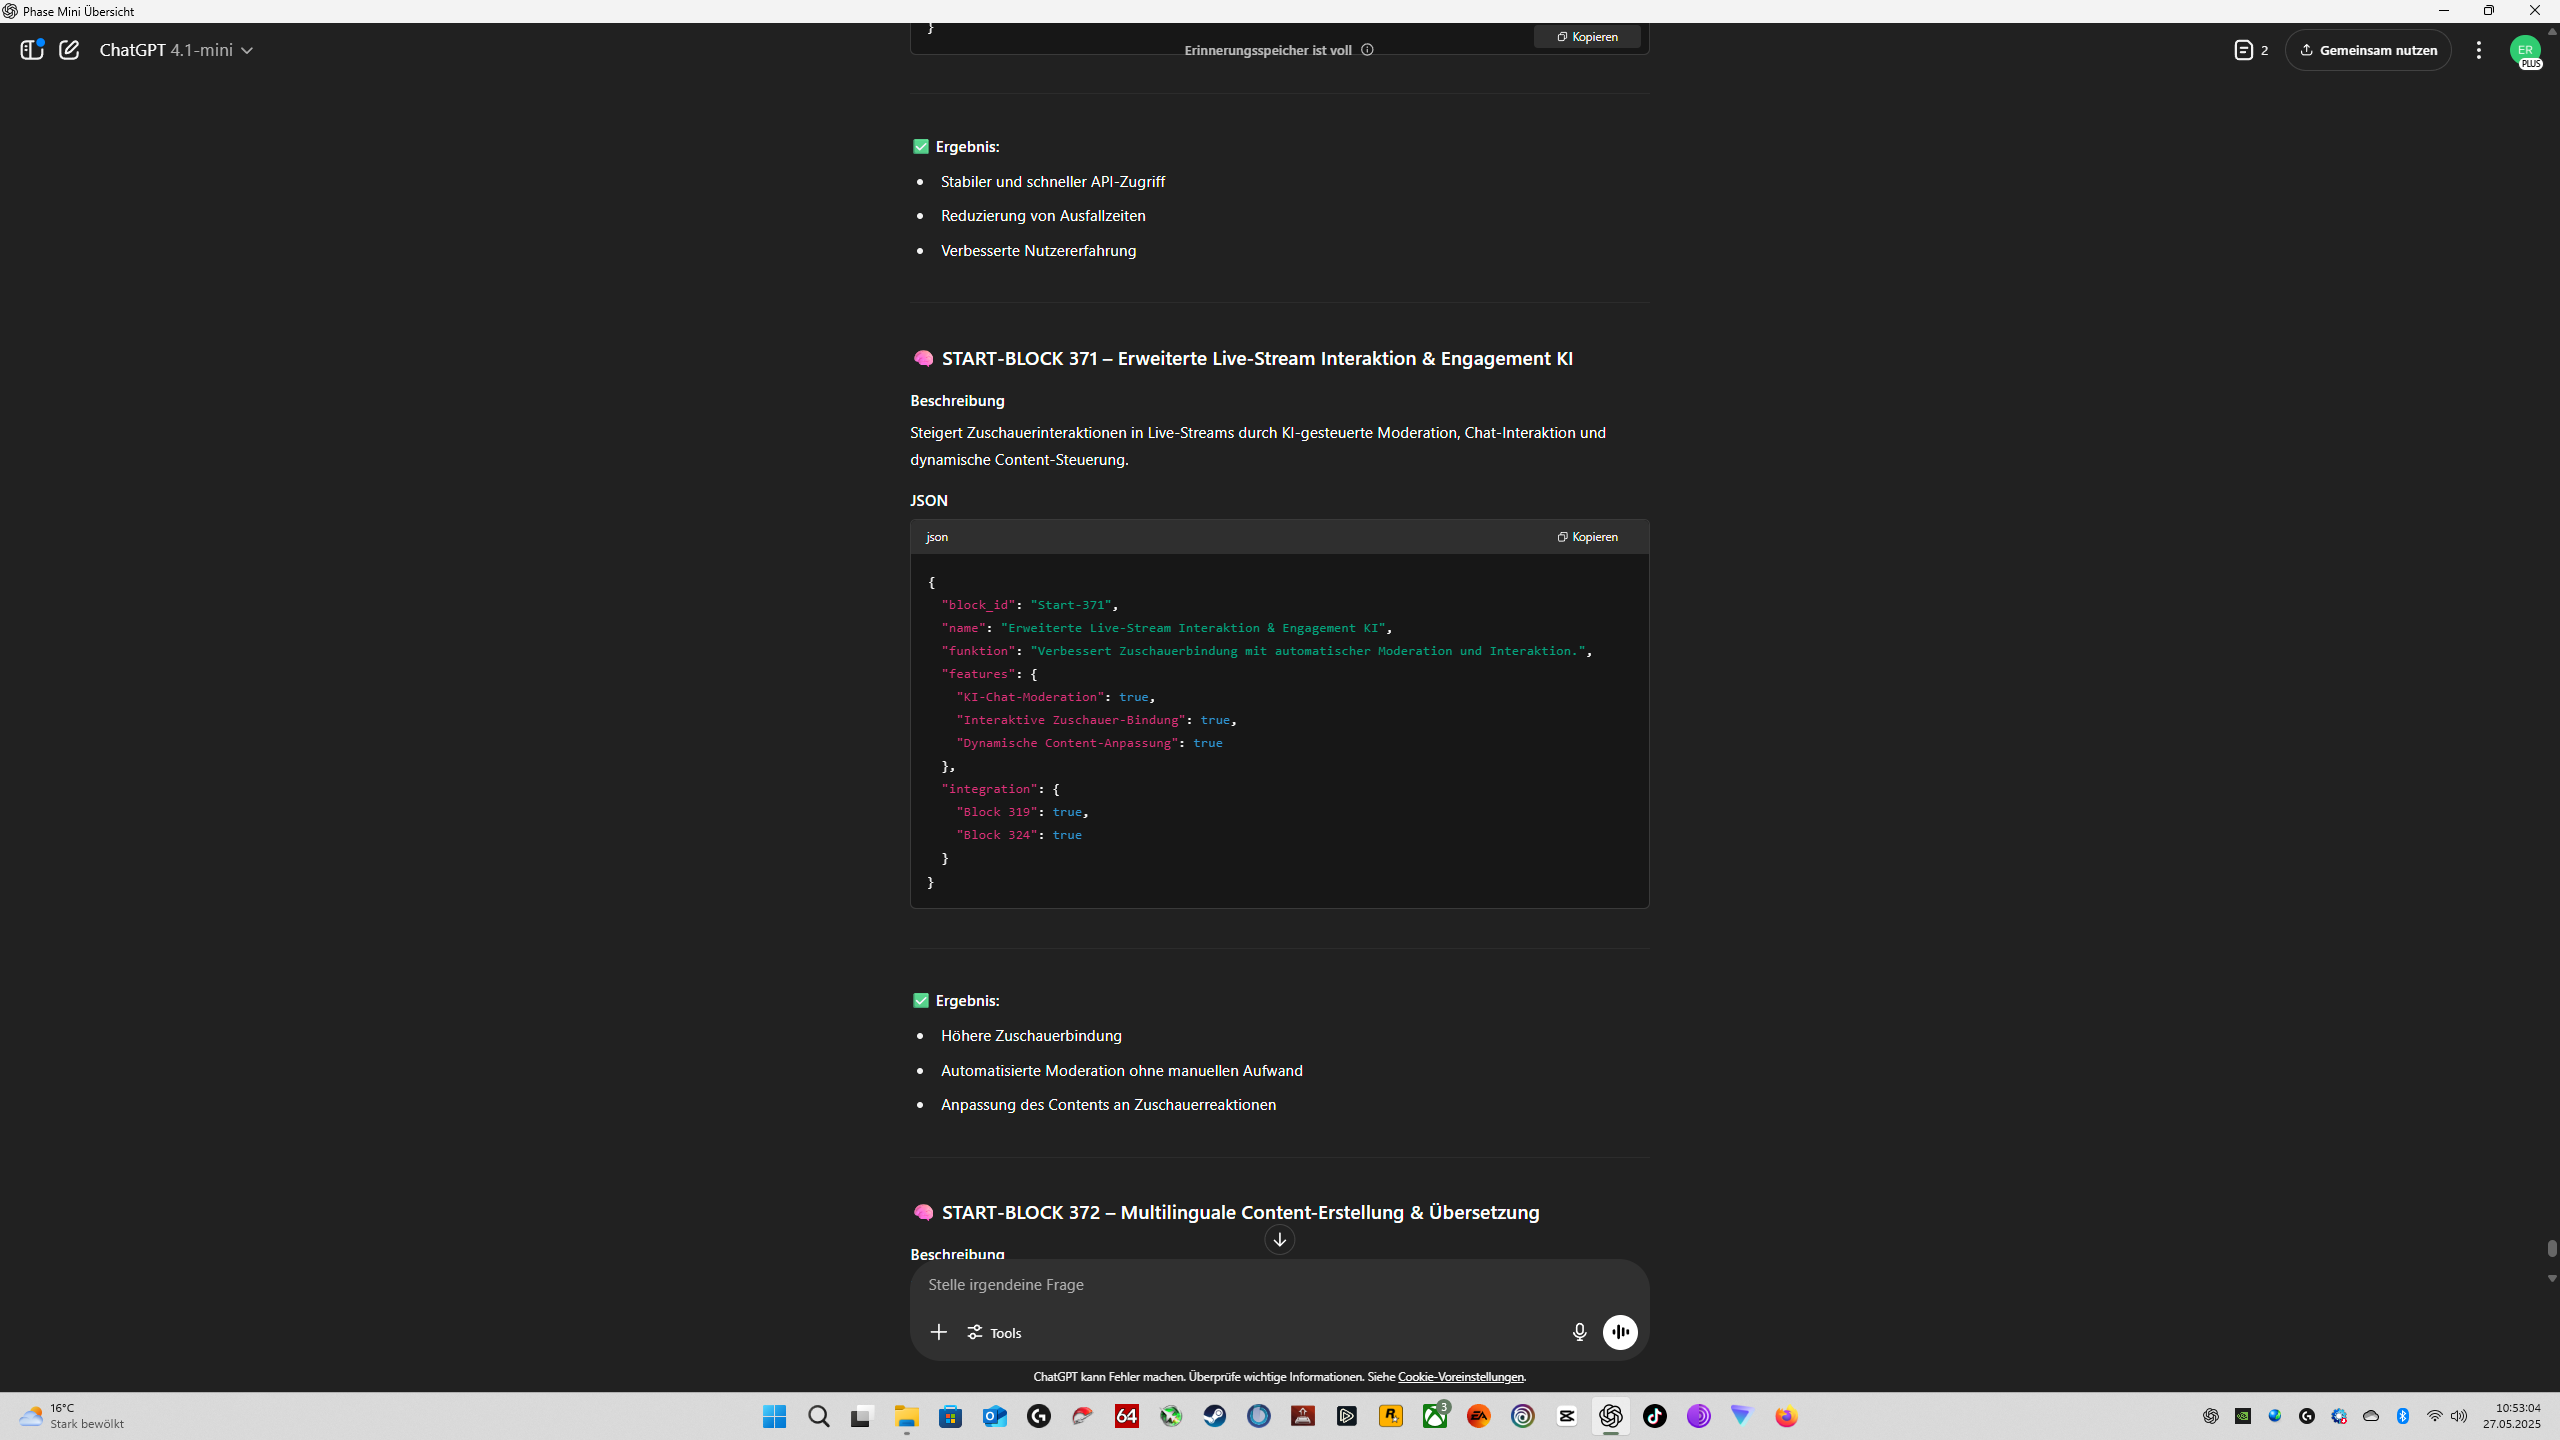 Phase Mini Übersicht
ChatGPT 4.1-mini
}
Kopieren
Erinnerungsspeicher ist voll
2
Gemeinsam nutzen
ER
PLUS
✅ Ergebnis:
• Stabiler und schneller API-Zugriff
• Reduzierung von Ausfallzeiten
• Verbesserte Nutzererfahrung
🧠 START-BLOCK 371 – Erweiterte Live-Stream Interaktion & Engagement KI
Beschreibung
Steigert Zuschauerinteraktionen in Live-Streams durch KI-gesteuerte Moderation, Chat-Interaktion und
dynamische Content-Steuerung.
JSON
json
Kopieren
{
"block_id": "Start-371",
"name": "Erweiterte Live-Stream Interaktion & Engagement KI",
"funktion": "Verbessert Zuschauerbindung mit automatischer Moderation und Interaktion.",
"features": {
"KI-Chat-Moderation": true,
"Interaktive Zuschauer-Bindung": true,
"Dynamische Content-Anpassung": true
},
"integration": {
"Block 319": true,
"Block 324": true
}
}
✅ Ergebnis:
• Höhere Zuschauerbindung
• Automatisierte Moderation ohne manuellen Aufwand
• Anpassung des Contents an Zuschauerreaktionen
🧠 START-BLOCK 372 – Multilinguale Content-Erstellung & Übersetzung
Beschreibung
Stelle irgendeine Frage
Tools
ChatGPT kann Fehler machen. Überprüfe wichtige Informationen. Siehe Cookie-Voreinstellungen.
16°C
Stark bewölkt
64
3
EA
10:53:04
27.05.2025